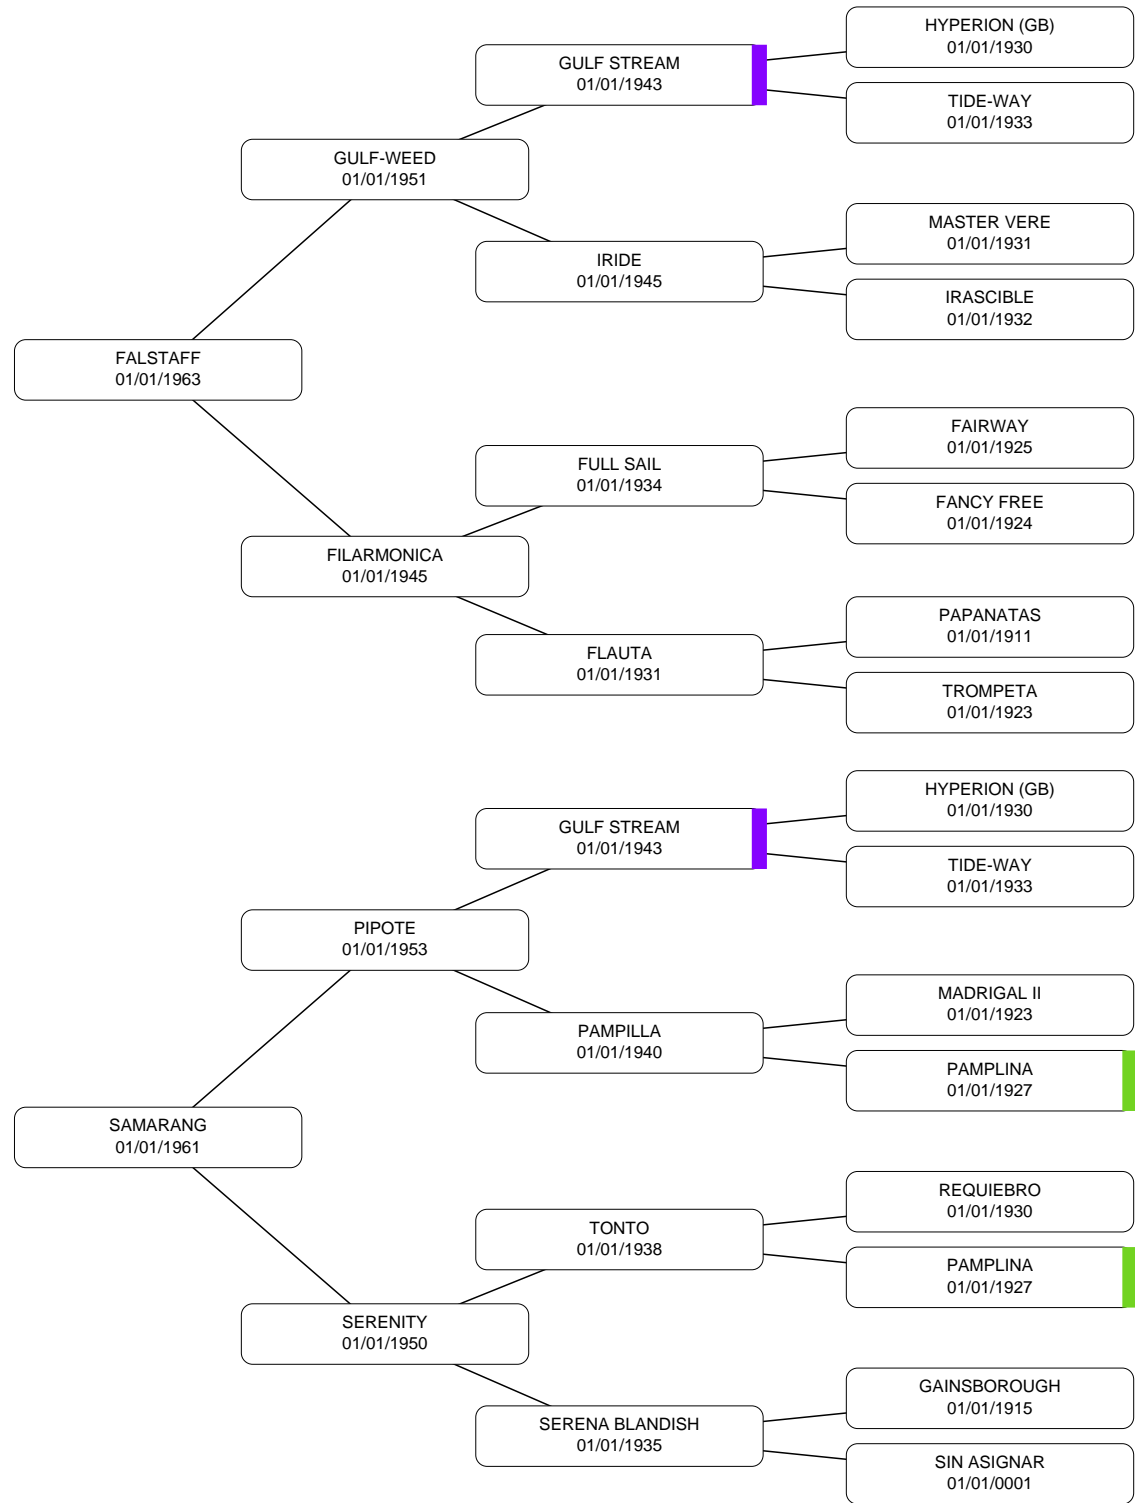 HYPERION (GB)
01/01/1930
GULF STREAM
01/01/1943
TIDE-WAY
01/01/1933
GULF-WEED
01/01/1951
MASTER VERE
01/01/1931
IRIDE
01/01/1945
IRASCIBLE
01/01/1932
FALSTAFF
01/01/1963
FAIRWAY
01/01/1925
FULL SAIL
01/01/1934
FANCY FREE
01/01/1924
FILARMONICA
01/01/1945
PAPANATAS
01/01/1911
FLAUTA
01/01/1931
TROMPETA
01/01/1923
HYPERION (GB)
01/01/1930
GULF STREAM
01/01/1943
TIDE-WAY
01/01/1933
PIPOTE
01/01/1953
MADRIGAL II
01/01/1923
PAMPILLA
01/01/1940
PAMPLINA
01/01/1927
SAMARANG
01/01/1961
REQUIEBRO
01/01/1930
TONTO
01/01/1938
PAMPLINA
01/01/1927
SERENITY
01/01/1950
GAINSBOROUGH
01/01/1915
SERENA BLANDISH
01/01/1935
SIN ASIGNAR
01/01/0001